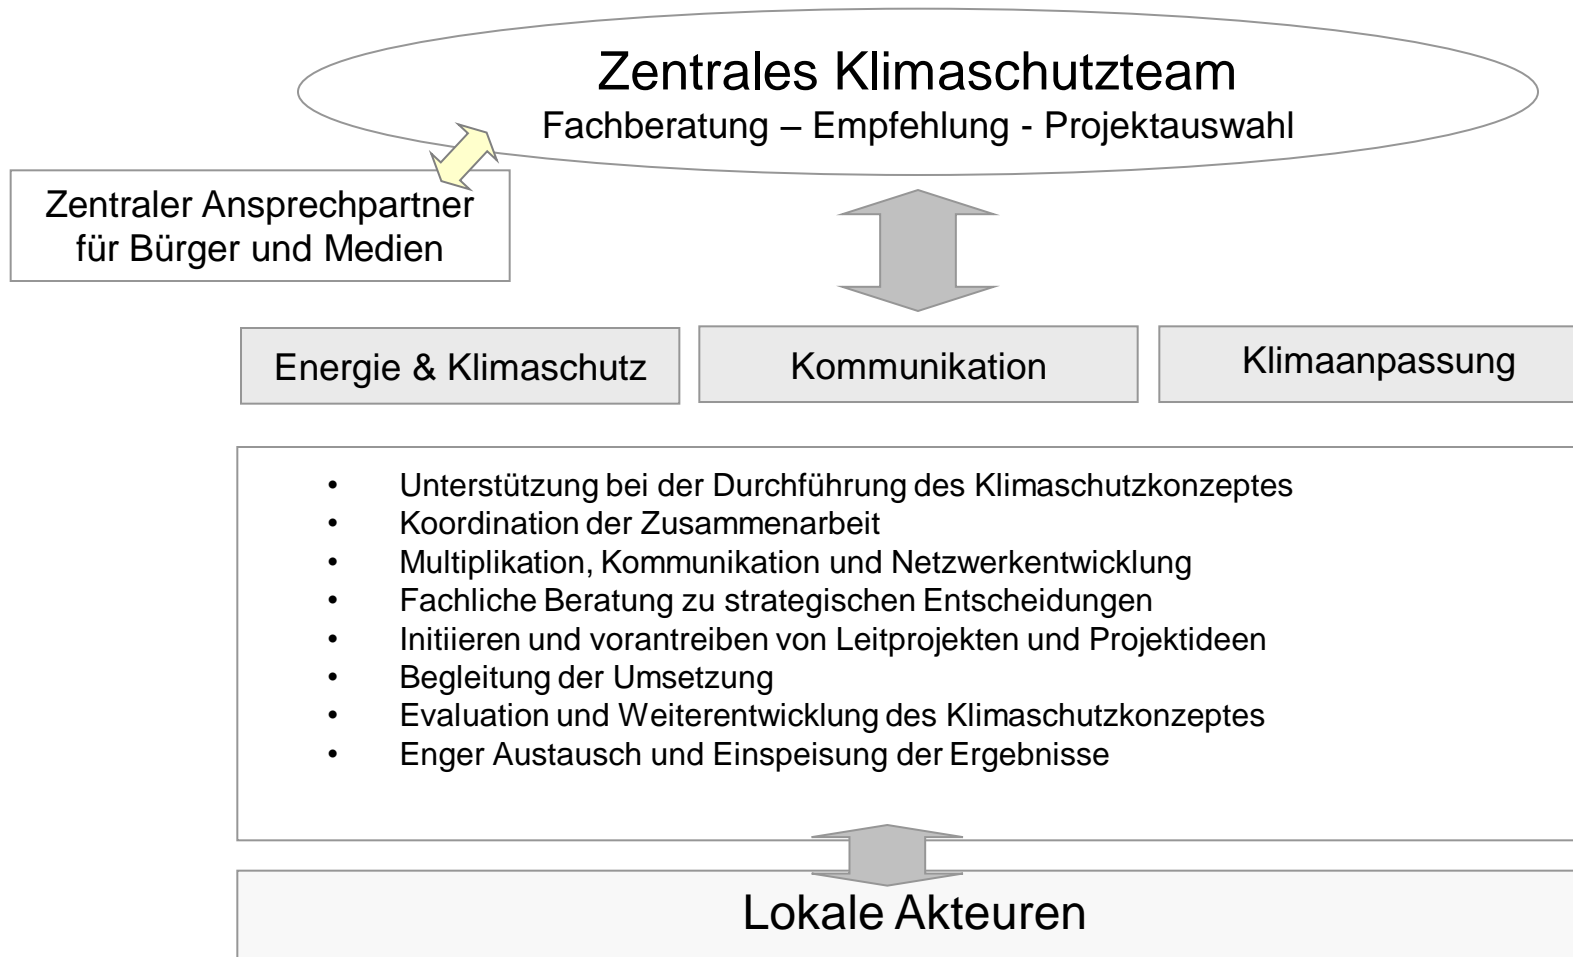 Zentrales Klimaschutzteam
Fachberatung – Empfehlung - Projektauswahl
Zentraler Ansprechpartner
für Bürger und Medien
Energie & Klimaschutz
Kommunikation
Klimaanpassung
• Unterstützung bei der Durchführung des Klimaschutzkonzeptes
• Koordination der Zusammenarbeit
• Multiplikation, Kommunikation und Netzwerkentwicklung
• Fachliche Beratung zu strategischen Entscheidungen
• Initiieren und vorantreiben von Leitprojekten und Projektideen
• Begleitung der Umsetzung
• Evaluation und Weiterentwicklung des Klimaschutzkonzeptes
• Enger Austausch und Einspeisung der Ergebnisse
Lokale Akteuren